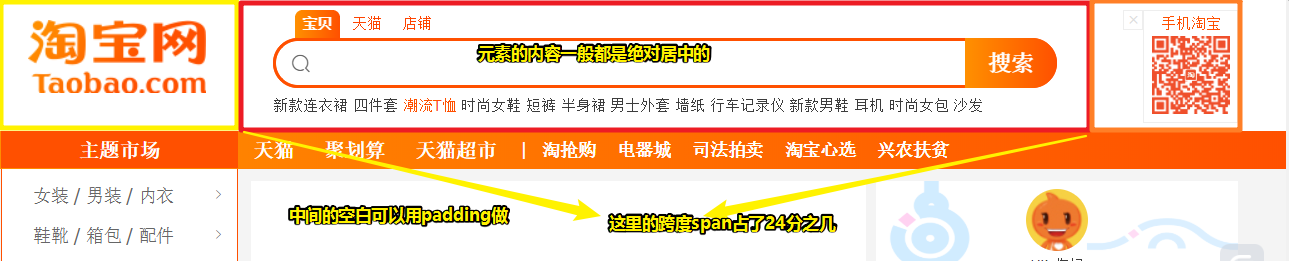 淘宝网
Taobao.com
宝贝 天猫 店铺
手机淘宝
元素的内容一般都是绝对居中的
搜索
新款连衣裙 四件套 潮流T恤 时尚女鞋 短裤 半身裙 男士外套 墙纸 行车记录仪 新款男鞋 耳机 时尚女包 沙发
主题市场 天猫 聚划算 天猫超市 | 淘抢购 电器城 司法拍卖 淘宝心选 兴农扶贫
女装 / 男装 / 内衣 >
中间的空白可以用padding做
这里的跨度span占了24分之几
鞋靴 / 箱包 / 配件 >